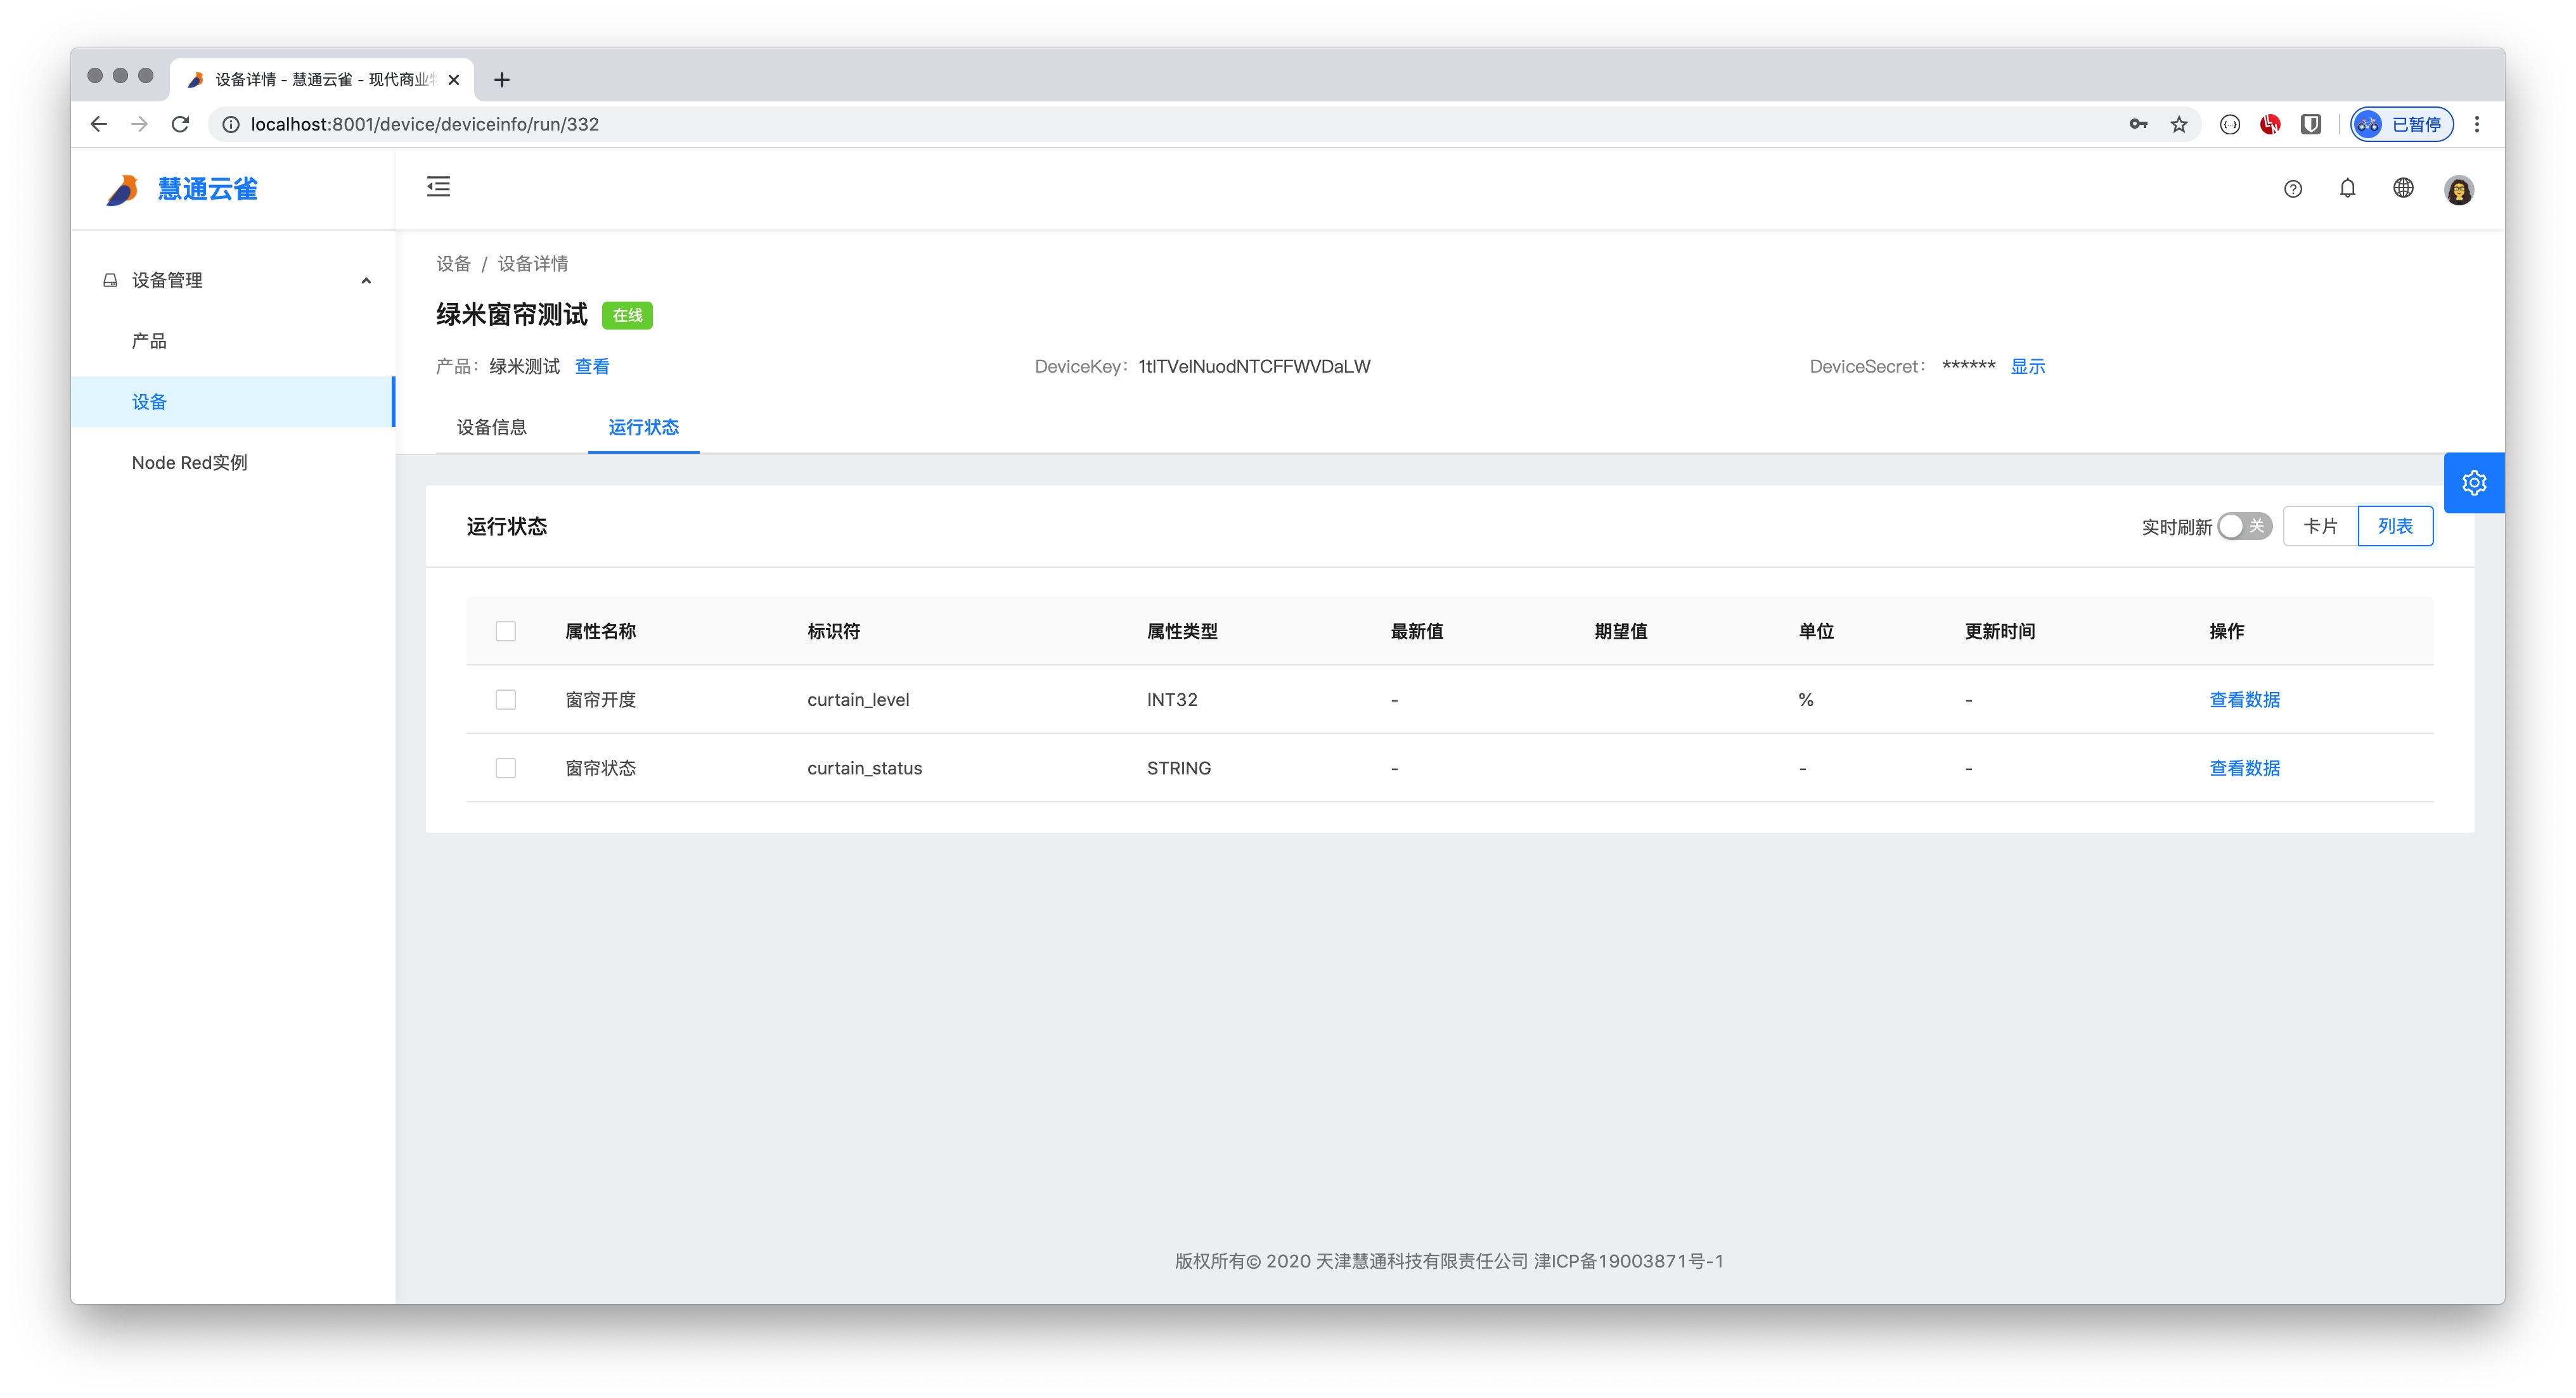 设备详情 - 慧通云雀 - 现代商业
localhost:8001/device/deviceinfo/run/332
已暂停
慧通云雀
设备管理
产品
设备
Node Red实例
设备 / 设备详情
绿米窗帘测试 在线
产品: 绿米测试 查看 DeviceKey: 1tITVelNuodNTCFFWVDaLW DeviceSecret: ****** 显示
设备信息 运行状态
运行状态 实时刷新 关 卡片 列表
属性名称 标识符 属性类型 最新值 期望值 单位 更新时间 操作
窗帘开度 curtain_level INT32 - % - 查看数据
窗帘状态 curtain_status STRING - - - 查看数据
版权所有© 2020 天津慧通科技有限责任公司 津ICP备19003871号-1